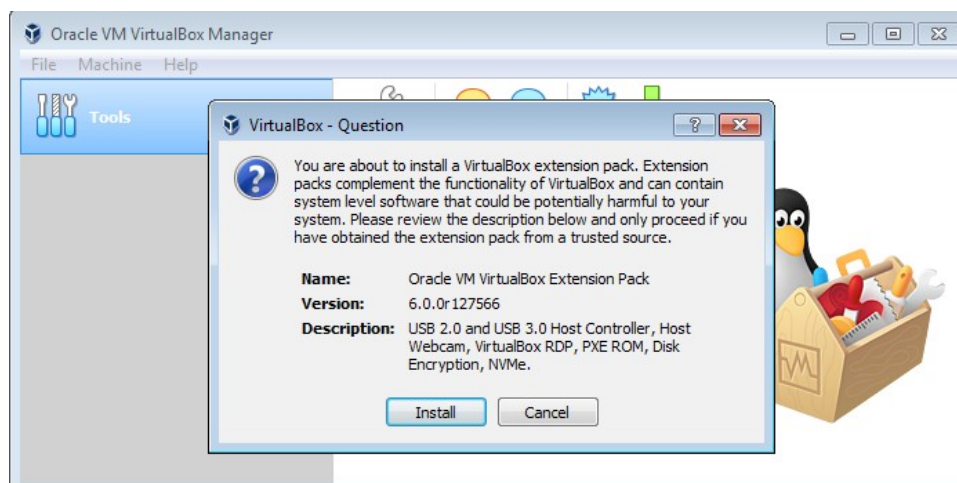 Oracle VM VirtualBox Manager
File Machine Help
Tools
VirtualBox - Question
You are about to install a VirtualBox extension pack. Extension
packs complement the functionality of VirtualBox and can contain
system level software that could be potentially harmful to your
system. Please review the description below and only proceed if you
have obtained the extension pack from a trusted source.
Name: Oracle VM VirtualBox Extension Pack
Version: 6.0.0r127566
Description: USB 2.0 and USB 3.0 Host Controller, Host
Webcam, VirtualBox RDP, PXE ROM, Disk
Encryption, NVMe.
Install Cancel